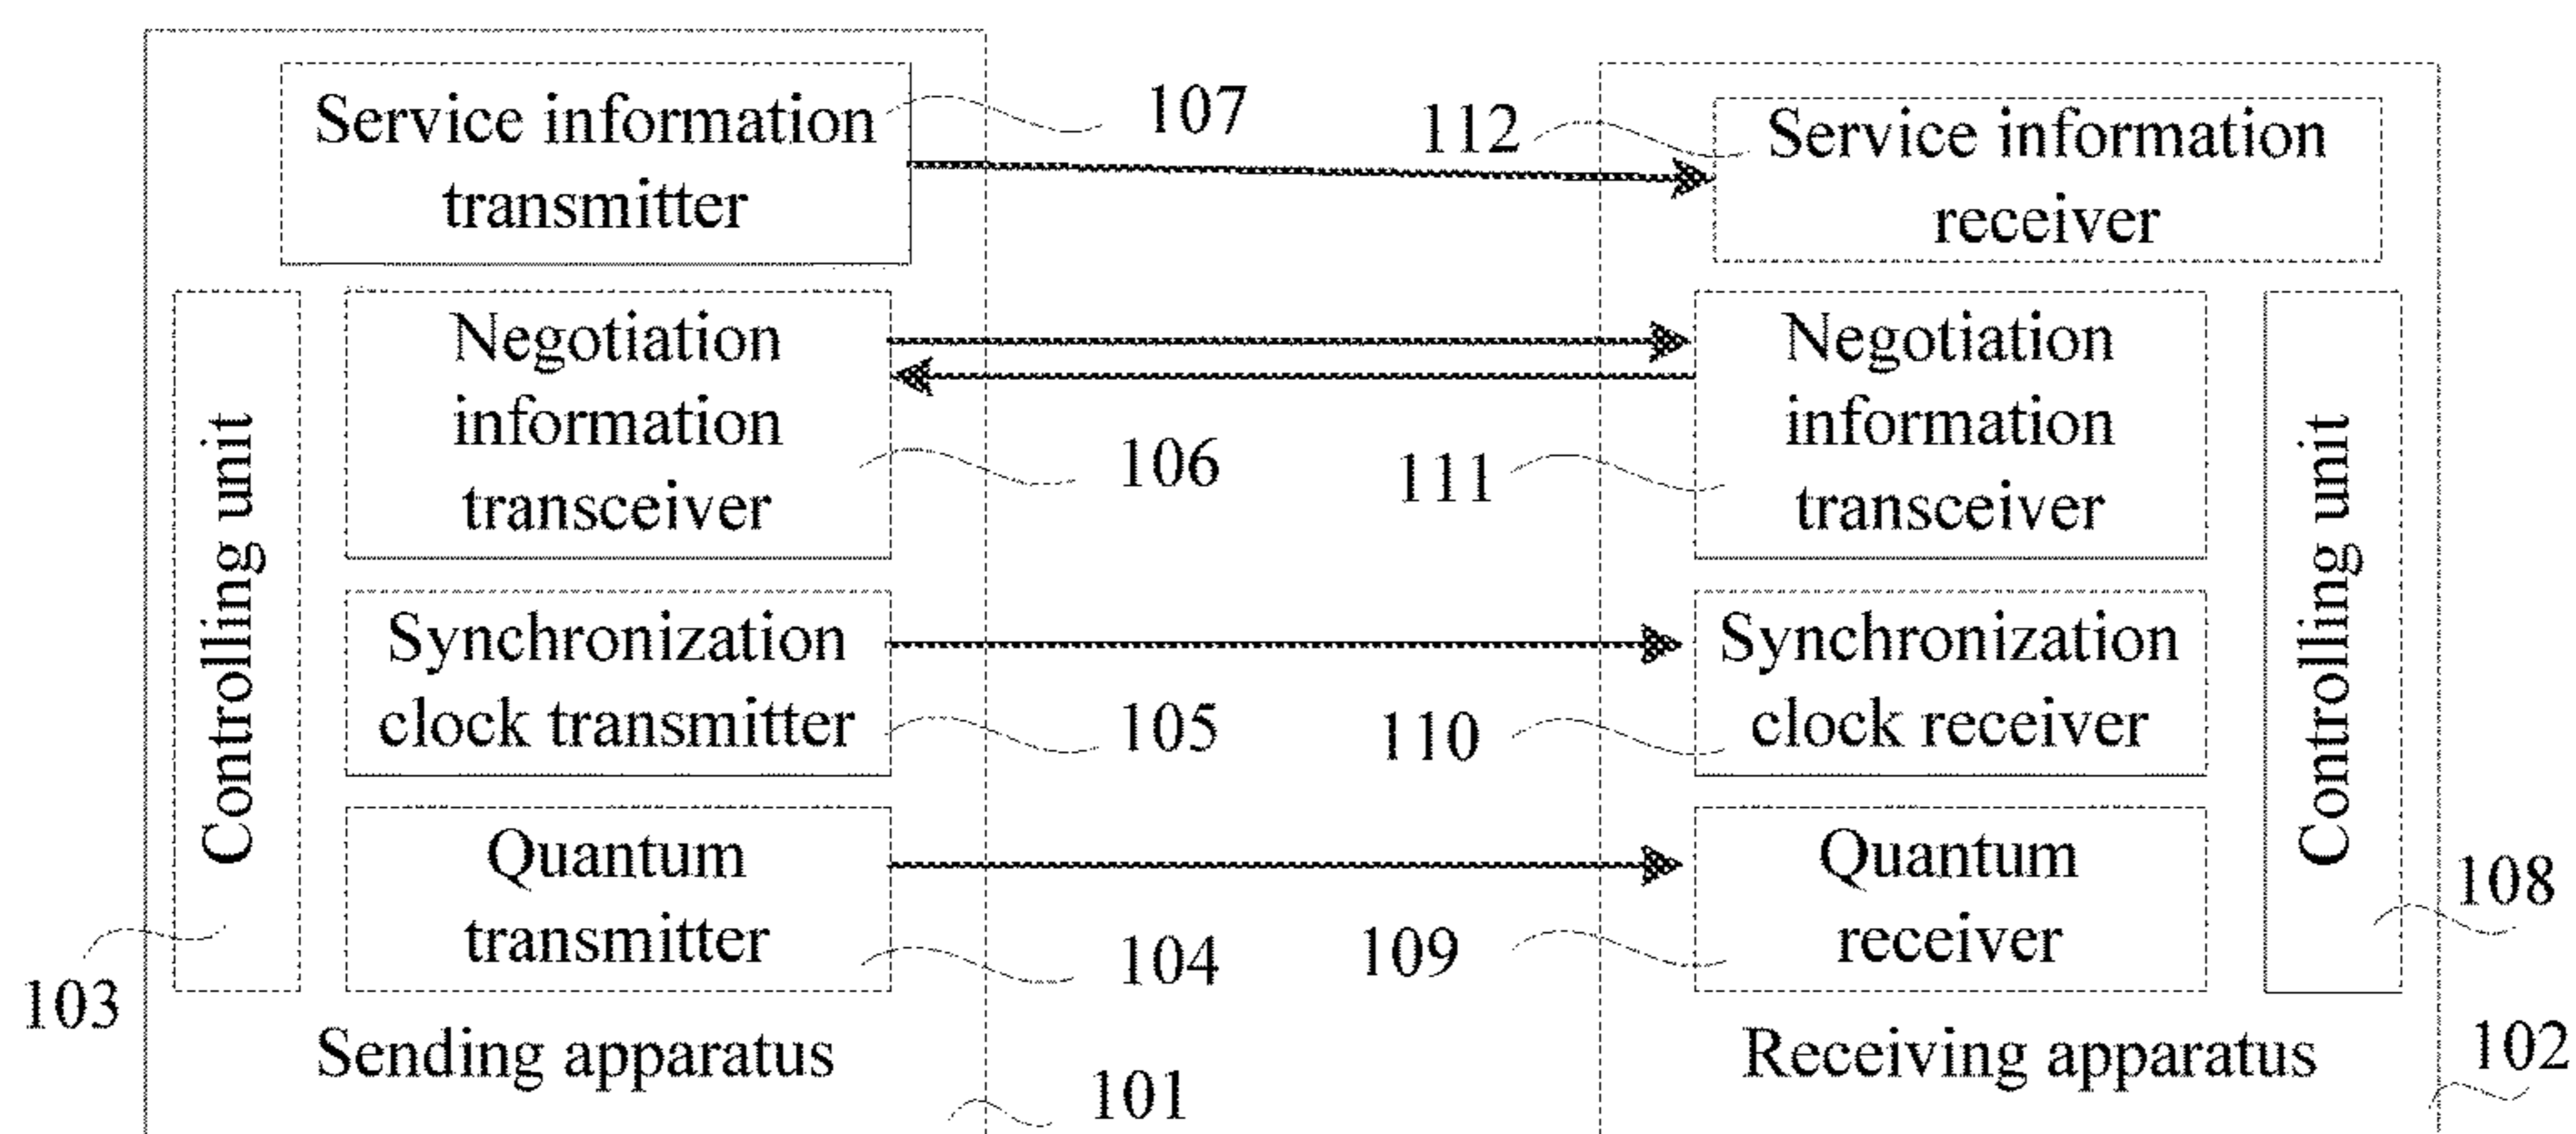 Service information
transmitter
107
112
Service information
receiver
Controlling unit
Negotiation
information
transceiver
106
111
Negotiation
information
transceiver
Controlling unit
Synchronization
clock transmitter
105
110
Synchronization
clock receiver
Quantum
transmitter
104
109
Quantum
receiver
108
103
Sending apparatus
101
Receiving apparatus
102